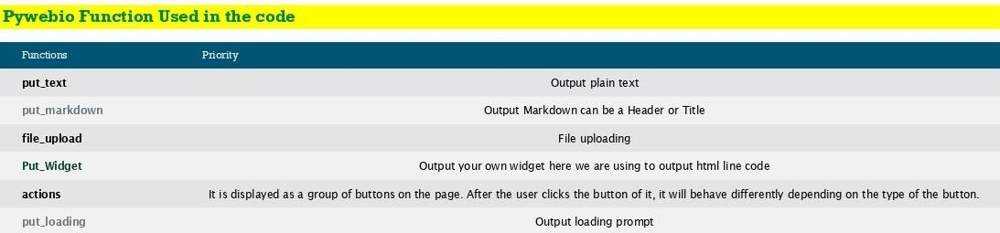 Pywebio Function Used in the code
Functions Priority
put_text Output plain text
put_markdown Output Markdown can be a Header or Title
file_upload File uploading
Put_Widget Output your own widget here we are using to output html line code
actions It is displayed as a group of buttons on the page. After the user clicks the button of it, it will behave differently depending on the type of the button.
put_loading Output loading prompt